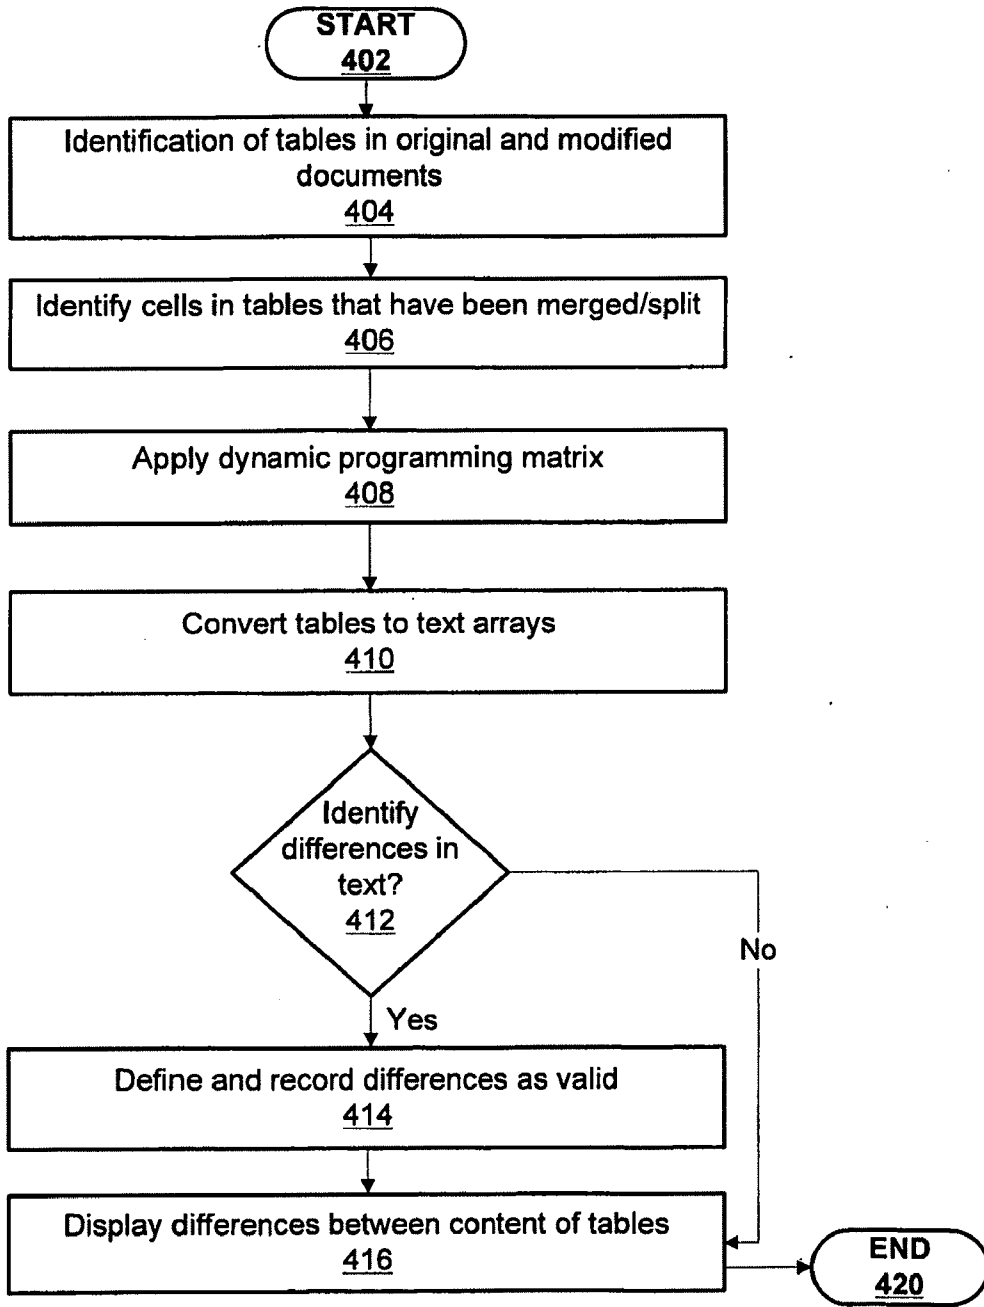 START
402
Identification of tables in original and modified
documents
404
Identify cells in tables that have been merged/split
406
Apply dynamic programming matrix
408
Convert tables to text arrays
410
Identify
differences in
text?
412
No
Yes
Define and record differences as valid
414
Display differences between content of tables
416
END
420